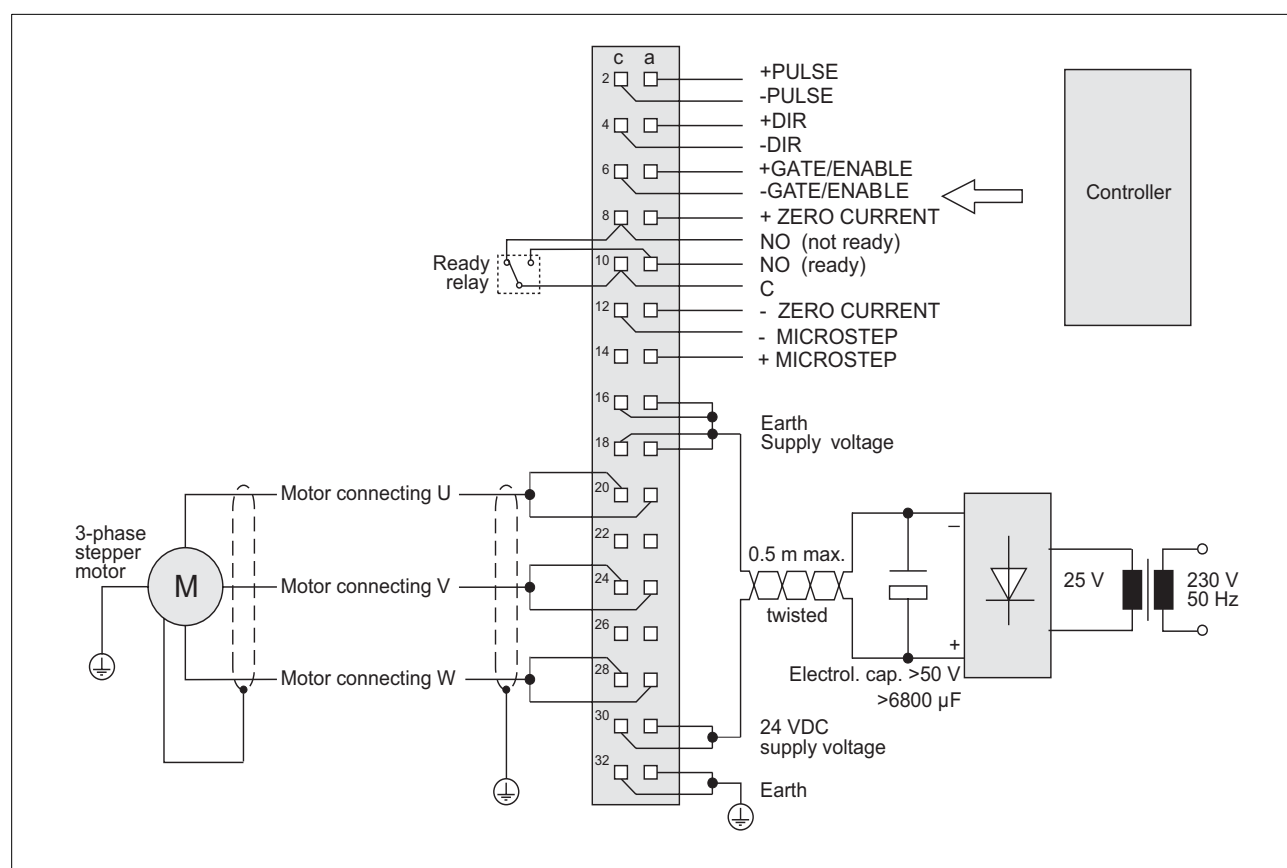 c a
2
+PULSE
-PULSE
4
+DIR
-DIR
6
+GATE/ENABLE
-GATE/ENABLE
Controller
8
+ ZERO CURRENT
NO (not ready)
Ready
relay
10
NO (ready)
C
12
- ZERO CURRENT
- MICROSTEP
14
+ MICROSTEP
16
Earth
Supply voltage
18
Motor connecting U
20
22
3-phase
stepper
motor
M
Motor connecting V
24
26
Motor connecting W
28
0.5 m max.
twisted
–
+
25 V
230 V
50 Hz
Electrol. cap. >50 V
>6800 µF
30
24 VDC
supply voltage
32
Earth